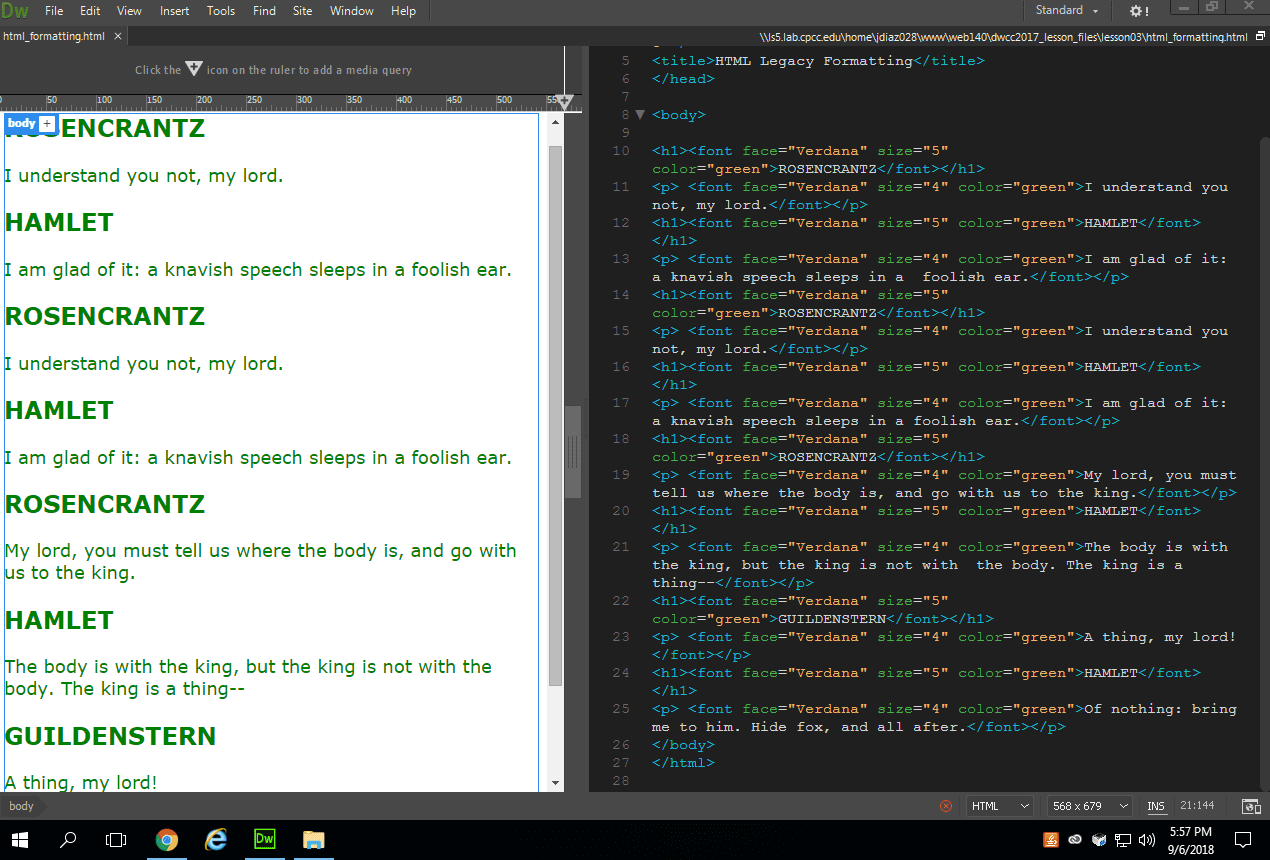 Dw File Edit View Insert Tools Find Site Window Help Standard !
html_formatting.html × \\ls5.lab.cpcc.edu\home\jdiaz028\www\web140\dwcc2017_lesson_files\lesson03\html_formatting.html
Click the icon on the ruler to add a media query
0 50 100 150 200 250 300 350 400 450 500
body +
ROSENCRANTZ
I understand you not, my lord.
HAMLET
I am glad of it: a knavish speech sleeps in a foolish ear.
ROSENCRANTZ
I understand you not, my lord.
HAMLET
I am glad of it: a knavish speech sleeps in a foolish ear.
ROSENCRANTZ
My lord, you must tell us where the body is, and go with
us to the king.
HAMLET
The body is with the king, but the king is not with the
body. The king is a thing--
GUILDENSTERN
A thing, my lord!
5 <title>HTML Legacy Formatting</title>
6 </head>
7
8 <body>
9
10 <h1><font face="Verdana" size="5"
color="green">ROSENCRANTZ</font></h1>
11 <p> <font face="Verdana" size="4" color="green">I understand you
not, my lord.</font></p>
12 <h1><font face="Verdana" size="5" color="green">HAMLET</font>
</h1>
13 <p> <font face="Verdana" size="4" color="green">I am glad of it:
a knavish speech sleeps in a  foolish ear.</font></p>
14 <h1><font face="Verdana" size="5"
color="green">ROSENCRANTZ</font></h1>
15 <p> <font face="Verdana" size="4" color="green">I understand you
not, my lord.</font></p>
16 <h1><font face="Verdana" size="5" color="green">HAMLET</font>
</h1>
17 <p> <font face="Verdana" size="4" color="green">I am glad of it:
a knavish speech sleeps in a foolish ear.</font></p>
18 <h1><font face="Verdana" size="5"
color="green">ROSENCRANTZ</font></h1>
19 <p> <font face="Verdana" size="4" color="green">My lord, you must
tell us where the body is, and go with us to the king.</font></p>
20 <h1><font face="Verdana" size="5" color="green">HAMLET</font>
</h1>
21 <p> <font face="Verdana" size="4" color="green">The body is with
the king, but the king is not with  the body. The king is a
thing--</font></p>
22 <h1><font face="Verdana" size="5"
color="green">GUILDENSTERN</font></h1>
23 <p> <font face="Verdana" size="4" color="green">A thing, my lord!
</font></p>
24 <h1><font face="Verdana" size="5" color="green">HAMLET</font>
</h1>
25 <p> <font face="Verdana" size="4" color="green">Of nothing: bring
me to him. Hide fox, and all after.</font></p>
26 </body>
27 </html>
28
body HTML 568 x 679 INS 21:144
Dw 5:57 PM
9/6/2018